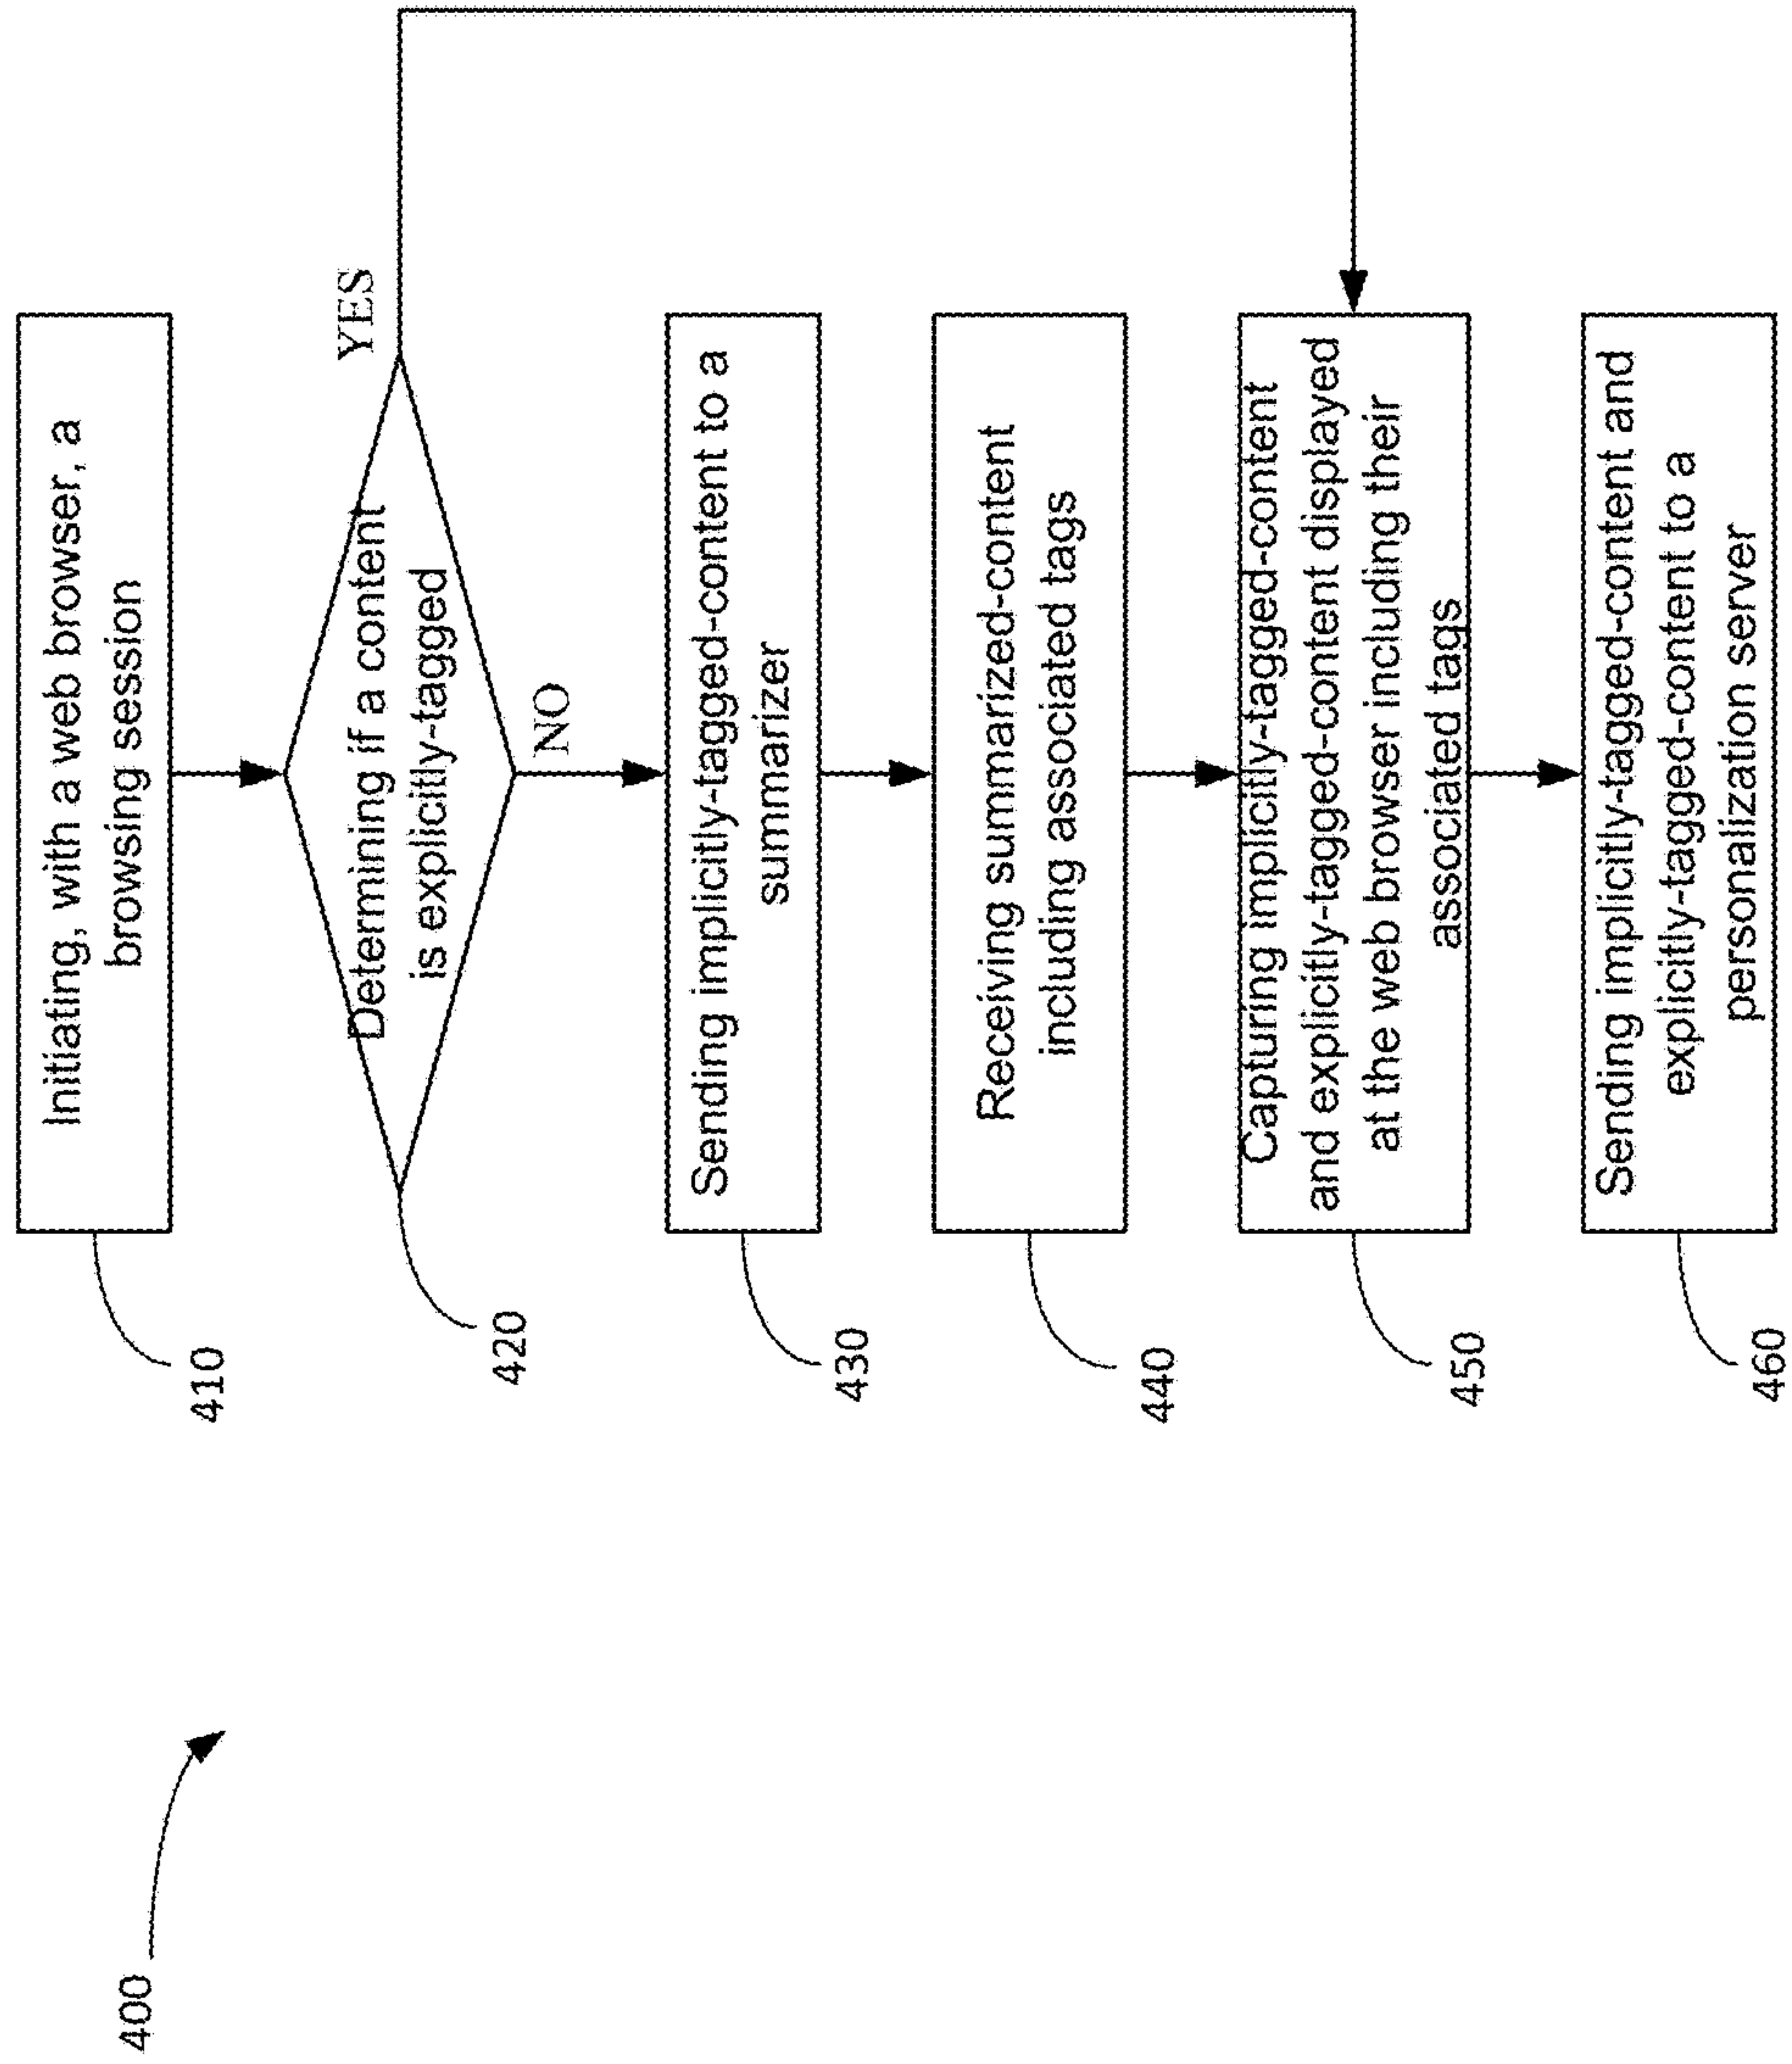 400
410
Initiating, with a web browser, a
browsing session
420
Determining if a content
is explicitly-tagged
YES
NO
430
Sending implicitly-tagged-content to a
summarizer
440
Receiving summarized-content
including associated tags
450
Capturing implicitly-tagged-content
and explicitly-tagged-content displayed
at the web browser including their
associated tags
460
Sending implicitly-tagged-content and
explicitly-tagged-content to a
personalization server